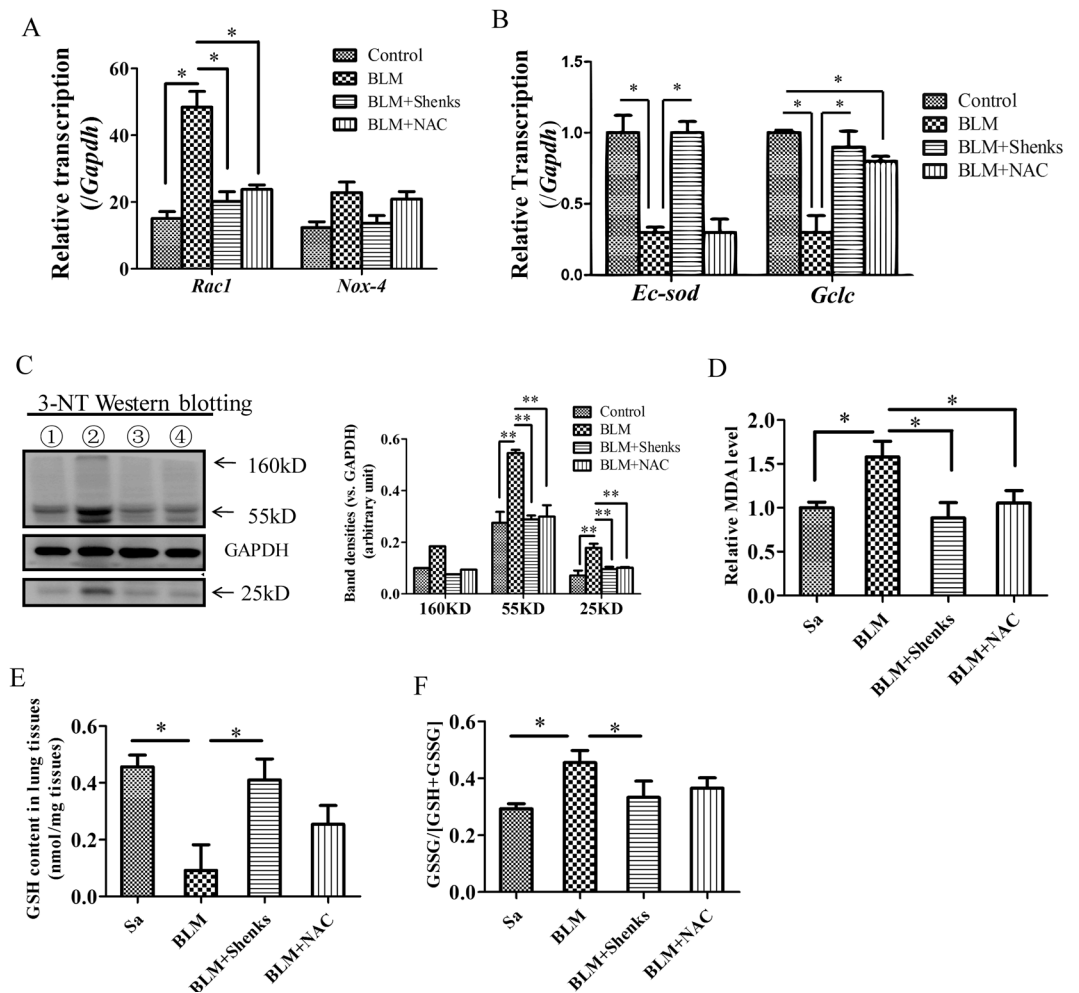 A
Relative transcription
(/Gapdh)
60
40
20
0
*
*
*
Control
BLM
BLM+Shenks
BLM+NAC
Rac1
Nox-4
B
Relative Transcription
(/Gapdh)
1.5
1.0
0.5
0.0
*
*
*
*
*
Control
BLM
BLM+Shenks
BLM+NAC
Ec-sod
Gclc
C
3-NT Western blotting
① ② ③ ④
← 160kD
← 55kD
GAPDH
← 25kD
Band densities (vs. GAPDH)
(arbitrary unit)
0.6
0.4
0.2
0.0
**
**
**
**
**
**
Control
BLM
BLM+Shenks
BLM+NAC
160KD
55KD
25KD
D
Relative MDA level
2.0
1.5
1.0
0.5
0.0
*
*
*
Sa
BLM
BLM+Shenks
BLM+NAC
E
GSH content in lung tissues
(nmol/mg tissues)
0.6
0.4
0.2
0.0
*
*
Sa
BLM
BLM+Shenks
BLM+NAC
F
GSSG/[GSH+GSSG]
0.6
0.4
0.2
0.0
*
*
Sa
BLM
BLM+Shenks
BLM+NAC